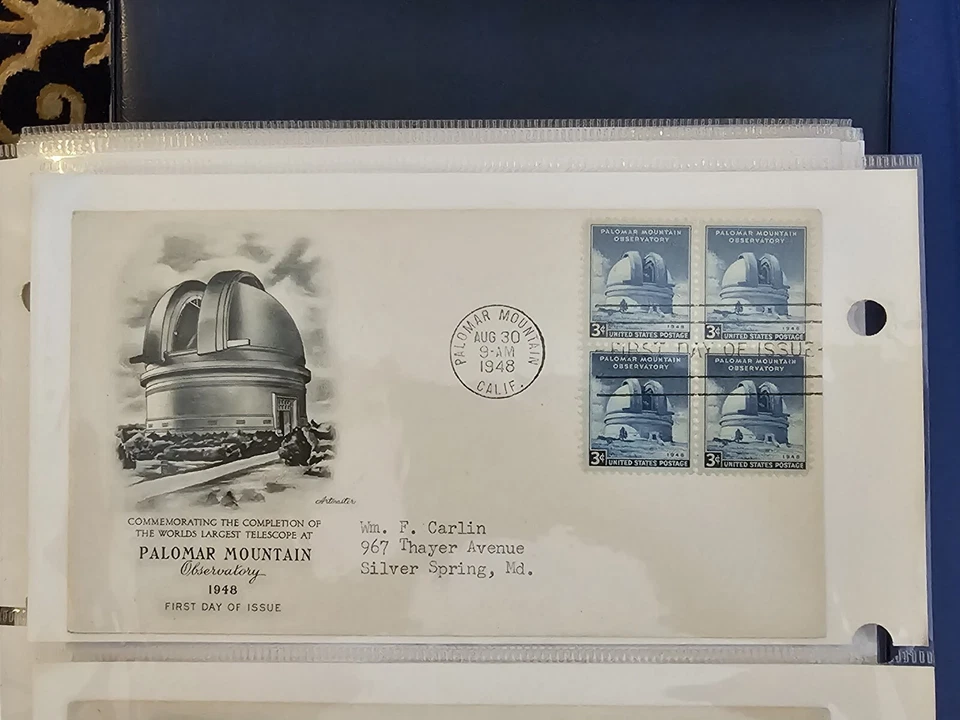 PALOMAR MOUNTAIN
OBSERVATORY
1948
3¢ UNITED STATES POSTAGE
PALOMAR MOUNTAIN
OBSERVATORY
1948
3¢ UNITED STATES POSTAGE
PALOMAR MOUNTAIN
AUG 30
9-AM
1948
CALIF.
FIRST DAY OF ISSUE
PALOMAR MOUNTAIN
OBSERVATORY
1948
3¢ UNITED STATES POSTAGE
PALOMAR MOUNTAIN
OBSERVATORY
1948
3¢ UNITED STATES POSTAGE
Artmaster
COMMEMORATING THE COMPLETION OF
THE WORLDS LARGEST TELESCOPE AT
PALOMAR MOUNTAIN
Observatory
1948
FIRST DAY OF ISSUE
Wm. F. Carlin
967 Thayer Avenue
Silver Spring, Md.